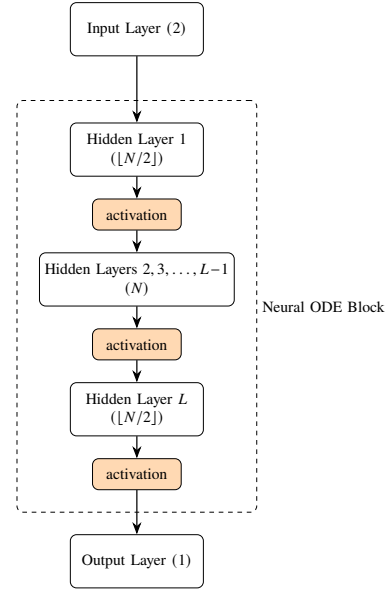 Input Layer (2)
Hidden Layer 1
(⌊N/2⌋)
activation
Hidden Layers 2, 3, . . . , L−1
(N)
Neural ODE Block
activation
Hidden Layer L
(⌊N/2⌋)
activation
Output Layer (1)